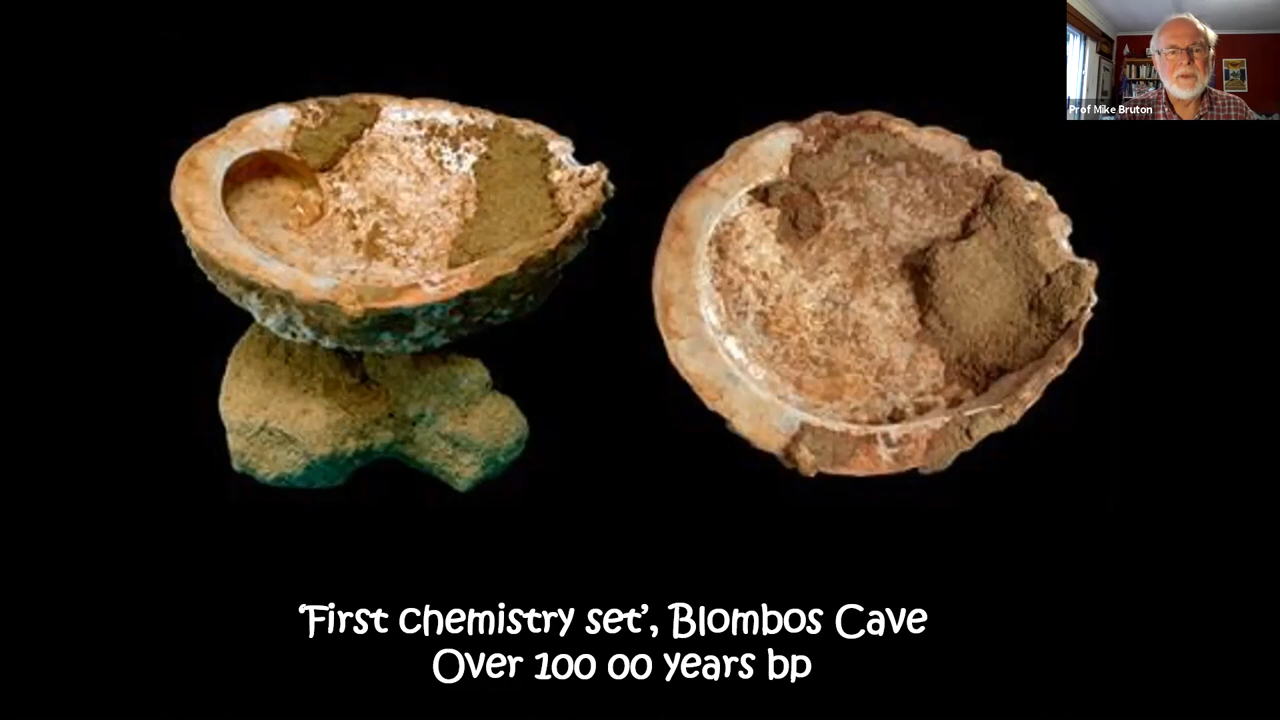 Prof Mike Bruton
‘First chemistry set’, Blombos Cave
Over 100 00 years bp